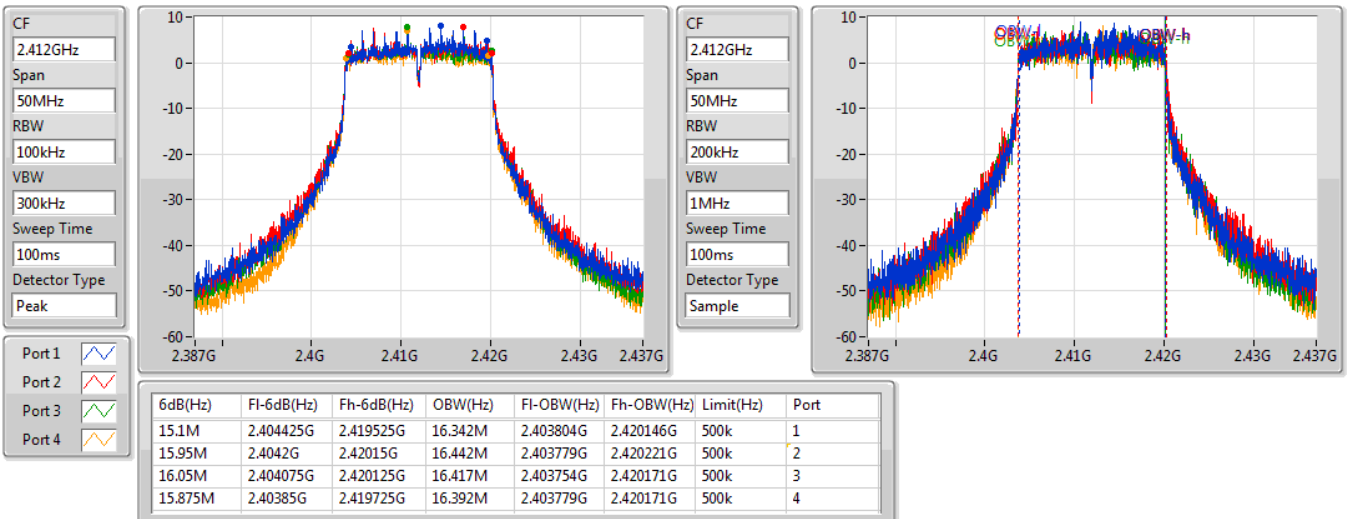 CF
2.412GHz
Span
50MHz
RBW
100kHz
VBW
300kHz
Sweep Time
100ms
Detector Type
Peak
10
0
-10
-20
-30
-40
-50
-60
2.387G 2.4G 2.41G 2.42G 2.43G 2.437G
CF
2.412GHz
Span
50MHz
RBW
200kHz
VBW
1MHz
Sweep Time
100ms
Detector Type
Sample
10
0
-10
-20
-30
-40
-50
-60
OBW-h
2.387G 2.4G 2.41G 2.42G 2.43G 2.437G
Port 1
Port 2
Port 3
Port 4
6dB(Hz) Fl-6dB(Hz) Fh-6dB(Hz) OBW(Hz) Fl-OBW(Hz) Fh-OBW(Hz) Limit(Hz) Port
15.1M 2.404425G 2.419525G 16.342M 2.403804G 2.420146G 500k 1
15.95M 2.4042G 2.42015G 16.442M 2.403779G 2.420221G 500k 2
16.05M 2.404075G 2.420125G 16.417M 2.403754G 2.420171G 500k 3
15.875M 2.40385G 2.419725G 16.392M 2.403779G 2.420171G 500k 4